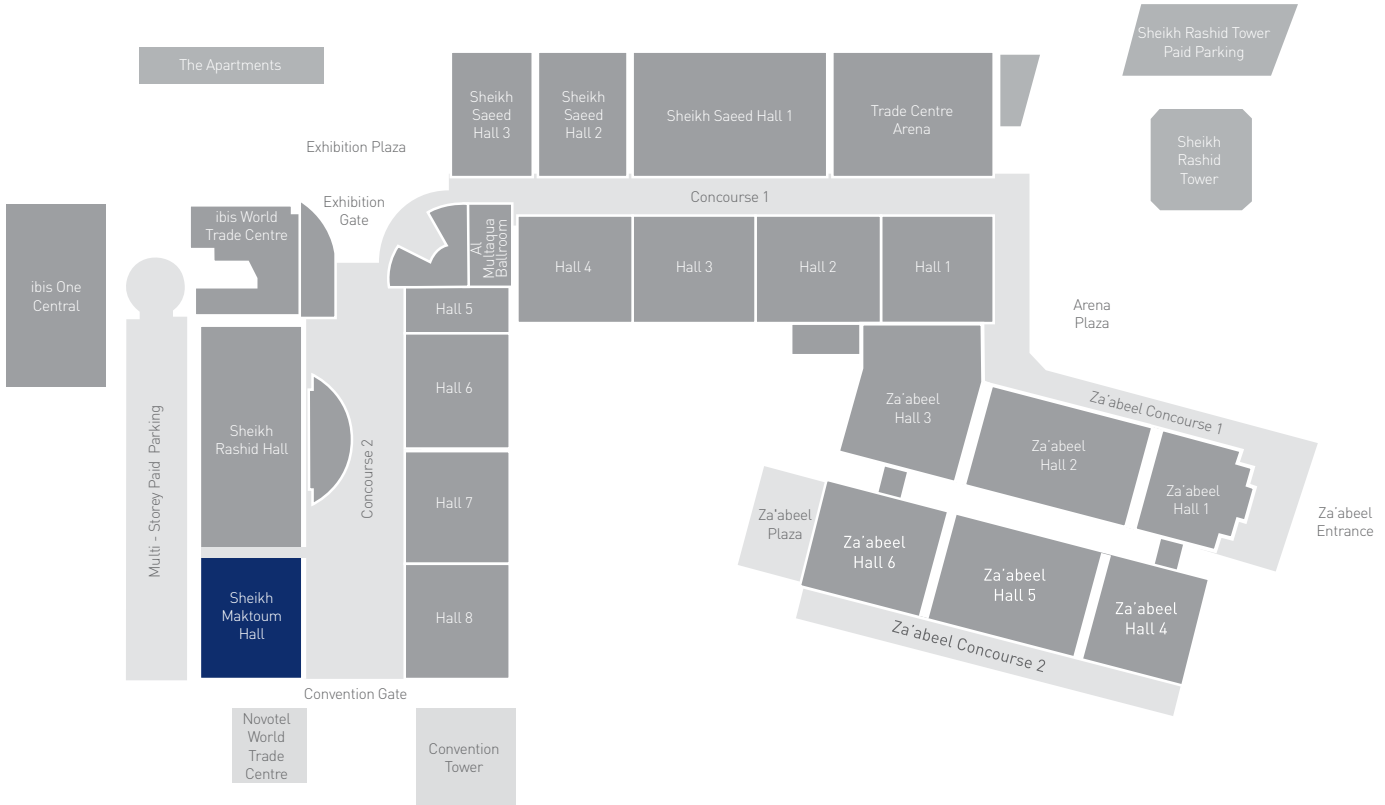 Sheikh Rashid Tower
Paid Parking
The Apartments
Sheikh
Saeed
Hall 3
Sheikh
Saeed
Hall 2
Sheikh Saeed Hall 1
Trade Centre
Arena
Sheikh
Rashid
Tower
Exhibition Plaza
Exhibition
Gate
Concourse 1
ibis World
Trade Centre
Al
Multaqua
Ballroom
ibis One
Central
Hall 4
Hall 3
Hall 2
Hall 1
Hall 5
Arena
Plaza
Hall 6
Za'abeel
Hall 3
Za'abeel Concourse 1
Sheikh
Rashid Hall
Concourse 2
Multi - Storey Paid Parking
Za'abeel
Hall 2
Za'abeel
Hall 1
Hall 7
Za'abeel
Plaza
Za'abeel
Entrance
Za'abeel
Hall 6
Za'abeel
Hall 5
Za'abeel
Hall 4
Sheikh
Maktoum
Hall
Hall 8
Za'abeel Concourse 2
Convention Gate
Novotel
World
Trade
Centre
Convention
Tower